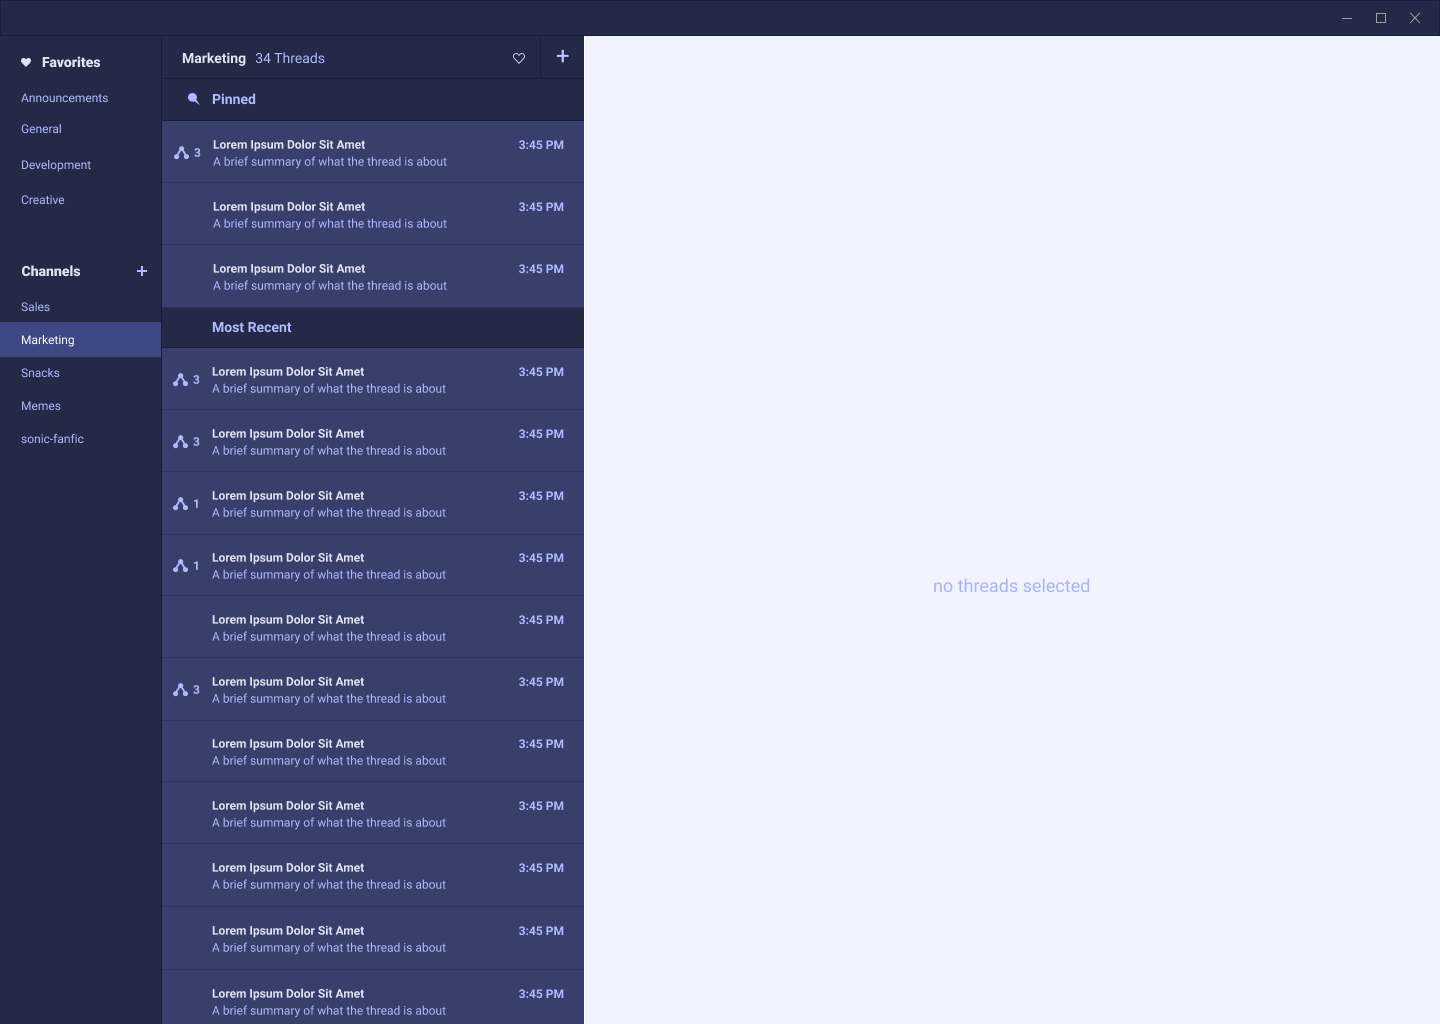 Favorites
Announcements
General
Development
Creative
Channels
Sales
Marketing
Snacks
Memes
sonic-fanfic
Marketing 34 Threads
Pinned
3 Lorem Ipsum Dolor Sit Amet 3:45 PM
A brief summary of what the thread is about
Lorem Ipsum Dolor Sit Amet 3:45 PM
A brief summary of what the thread is about
Lorem Ipsum Dolor Sit Amet 3:45 PM
A brief summary of what the thread is about
Most Recent
3 Lorem Ipsum Dolor Sit Amet 3:45 PM
A brief summary of what the thread is about
3 Lorem Ipsum Dolor Sit Amet 3:45 PM
A brief summary of what the thread is about
1 Lorem Ipsum Dolor Sit Amet 3:45 PM
A brief summary of what the thread is about
1 Lorem Ipsum Dolor Sit Amet 3:45 PM
A brief summary of what the thread is about
Lorem Ipsum Dolor Sit Amet 3:45 PM
A brief summary of what the thread is about
3 Lorem Ipsum Dolor Sit Amet 3:45 PM
A brief summary of what the thread is about
Lorem Ipsum Dolor Sit Amet 3:45 PM
A brief summary of what the thread is about
Lorem Ipsum Dolor Sit Amet 3:45 PM
A brief summary of what the thread is about
Lorem Ipsum Dolor Sit Amet 3:45 PM
A brief summary of what the thread is about
Lorem Ipsum Dolor Sit Amet 3:45 PM
A brief summary of what the thread is about
Lorem Ipsum Dolor Sit Amet 3:45 PM
A brief summary of what the thread is about
no threads selected